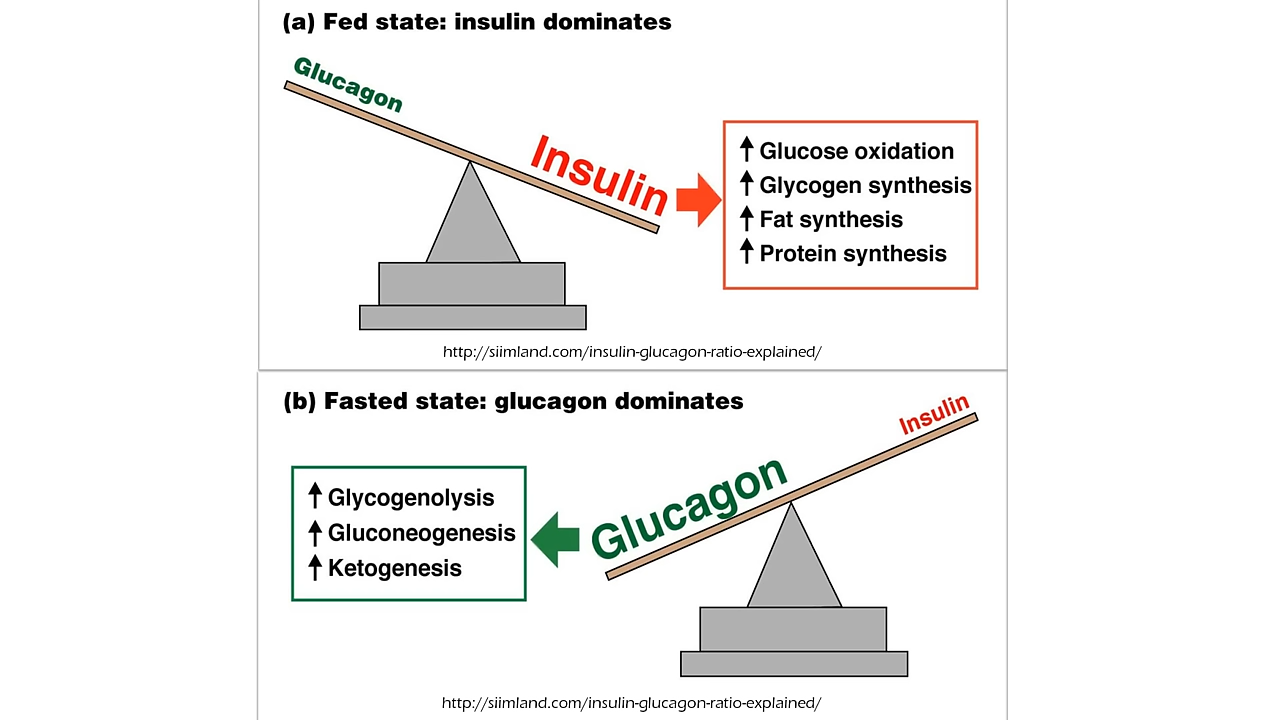 (a) Fed state: insulin dominates
Glucagon
Insulin
Glucose oxidation
Glycogen synthesis
Fat synthesis
Protein synthesis
http://siimland.com/insulin-glucagon-ratio-explained/
(b) Fasted state: glucagon dominates
Insulin
Glucagon
Glycogenolysis
Gluconeogenesis
Ketogenesis
http://siimland.com/insulin-glucagon-ratio-explained/